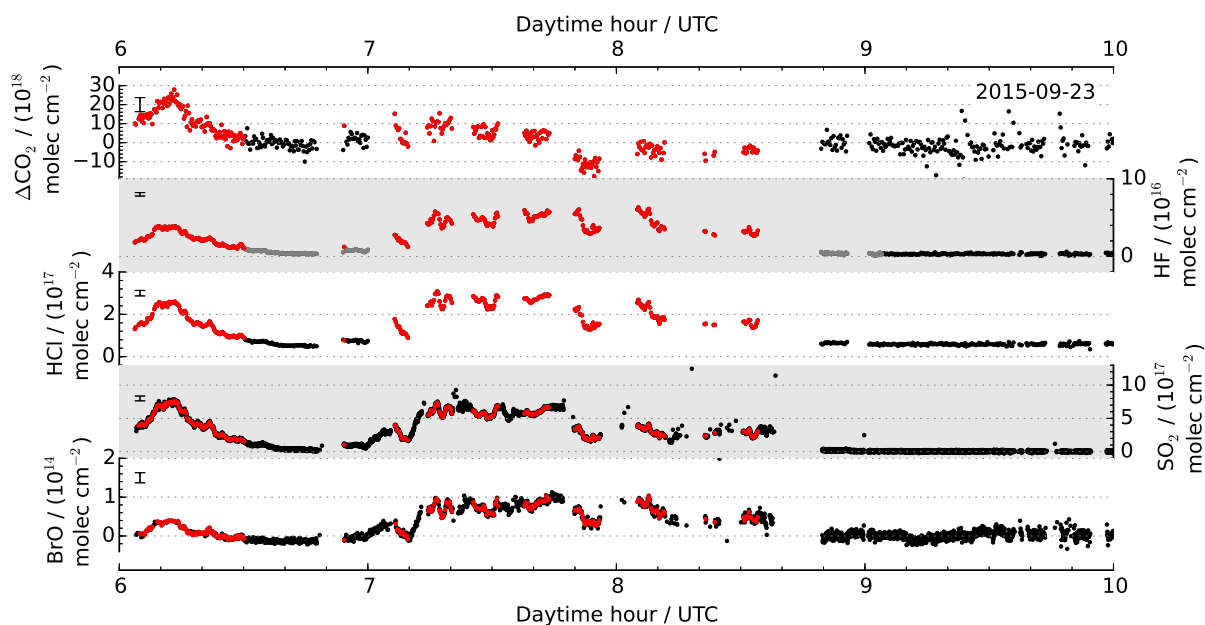 Daytime hour / UTC
6 7 8 9 10
2015-09-23
ΔCO₂ / (10¹⁸
molec cm⁻²)
30
20
10
0
−10
HF / (10¹⁶
molec cm⁻²)
10
0
HCl / (10¹⁷
molec cm⁻²)
4
2
0
SO₂ / (10¹⁷
molec cm⁻²)
10
5
0
BrO / (10¹⁴
molec cm⁻²)
2
1
0
6 7 8 9 10
Daytime hour / UTC